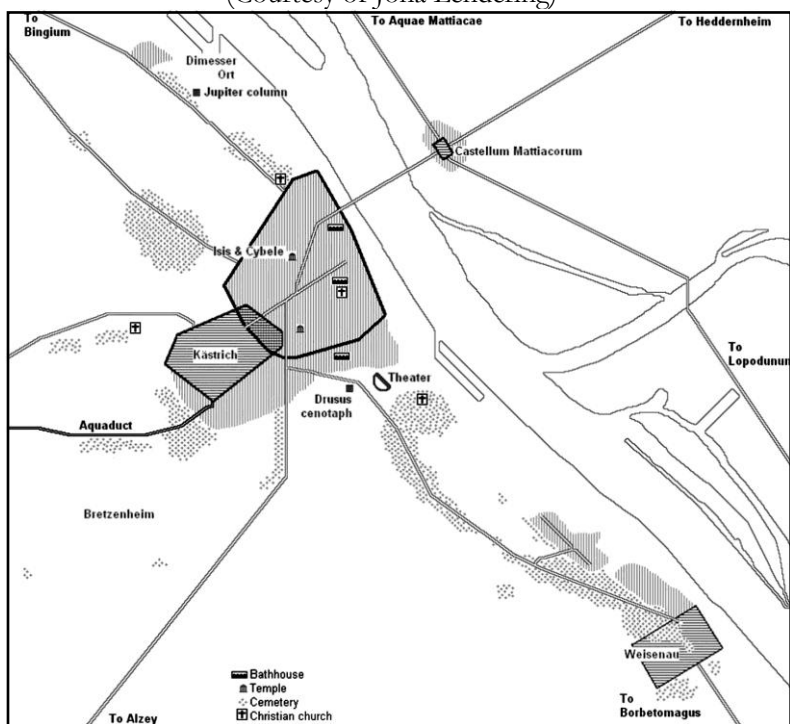 (Courtesy of Jona Lendering)
To
Bingium
To Aquae Mattiacae
To Heddernheim
Dimesser
Ort
Jupiter column
Castellum Mattiacorum
Isis & Cybele
Kästrich
To
Lopodunum
Theater
Drusus
cenotaph
Aquaduct
Bretzenheim
Weisenau
Bathhouse
Temple
Cemetery
Christian church
To Alzey
To
Borbetomagus